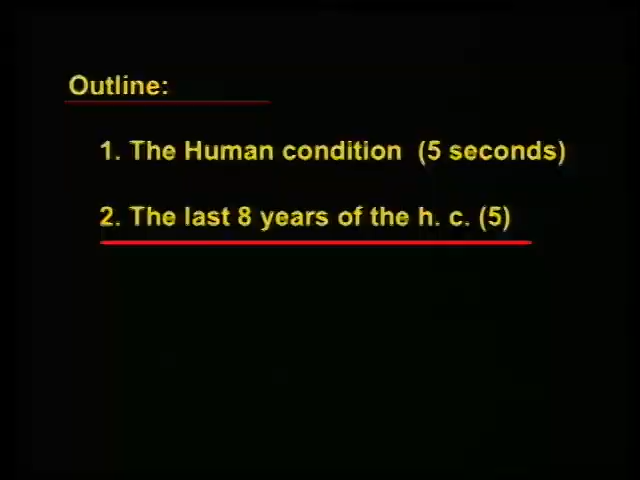 Outline:
1. The Human condition (5 seconds)
2. The last 8 years of the h. c. (5)